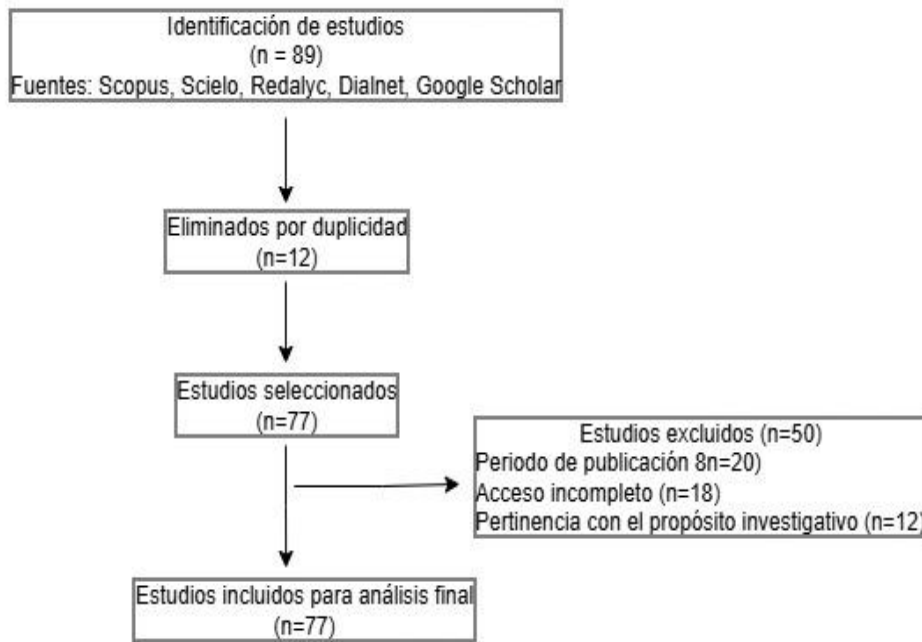 Identificación de estudios
(n = 89)
Fuentes: Scopus, Scielo, Redalyc, Dialnet, Google Scholar
Eliminados por duplicidad
(n=12)
Estudios seleccionados
(n=77)
Estudios excluidos (n=50)
Periodo de publicación 8n=20)
Acceso incompleto (n=18)
Pertinencia con el propósito investigativo (n=12)
Estudios incluidos para análisis final
(n=77)